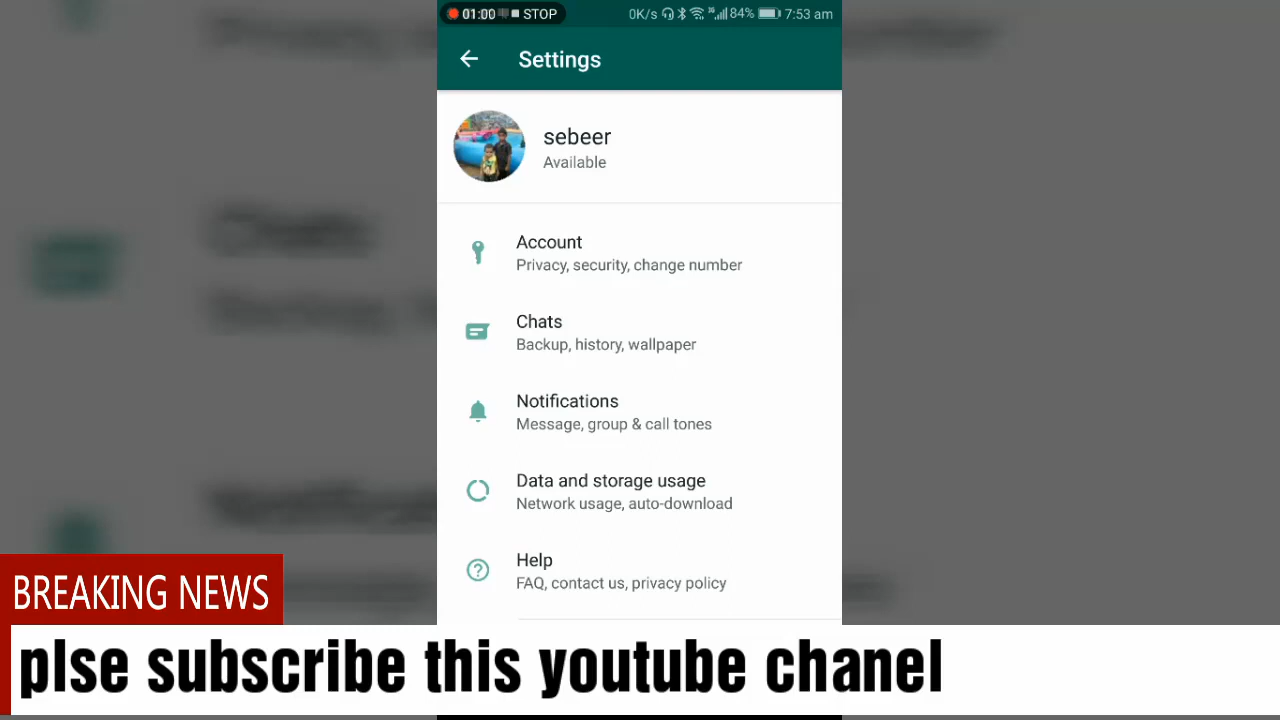 01:00 STOP 0K/s 3G 84% 7:53 am
Settings
sebeer
Available
Account
Privacy, security, change number
Chats
Backup, history, wallpaper
Notifications
Message, group & call tones
Data and storage usage
Network usage, auto-download
Help
FAQ, contact us, privacy policy
BREAKING NEWS
plse subscribe this youtube chanel